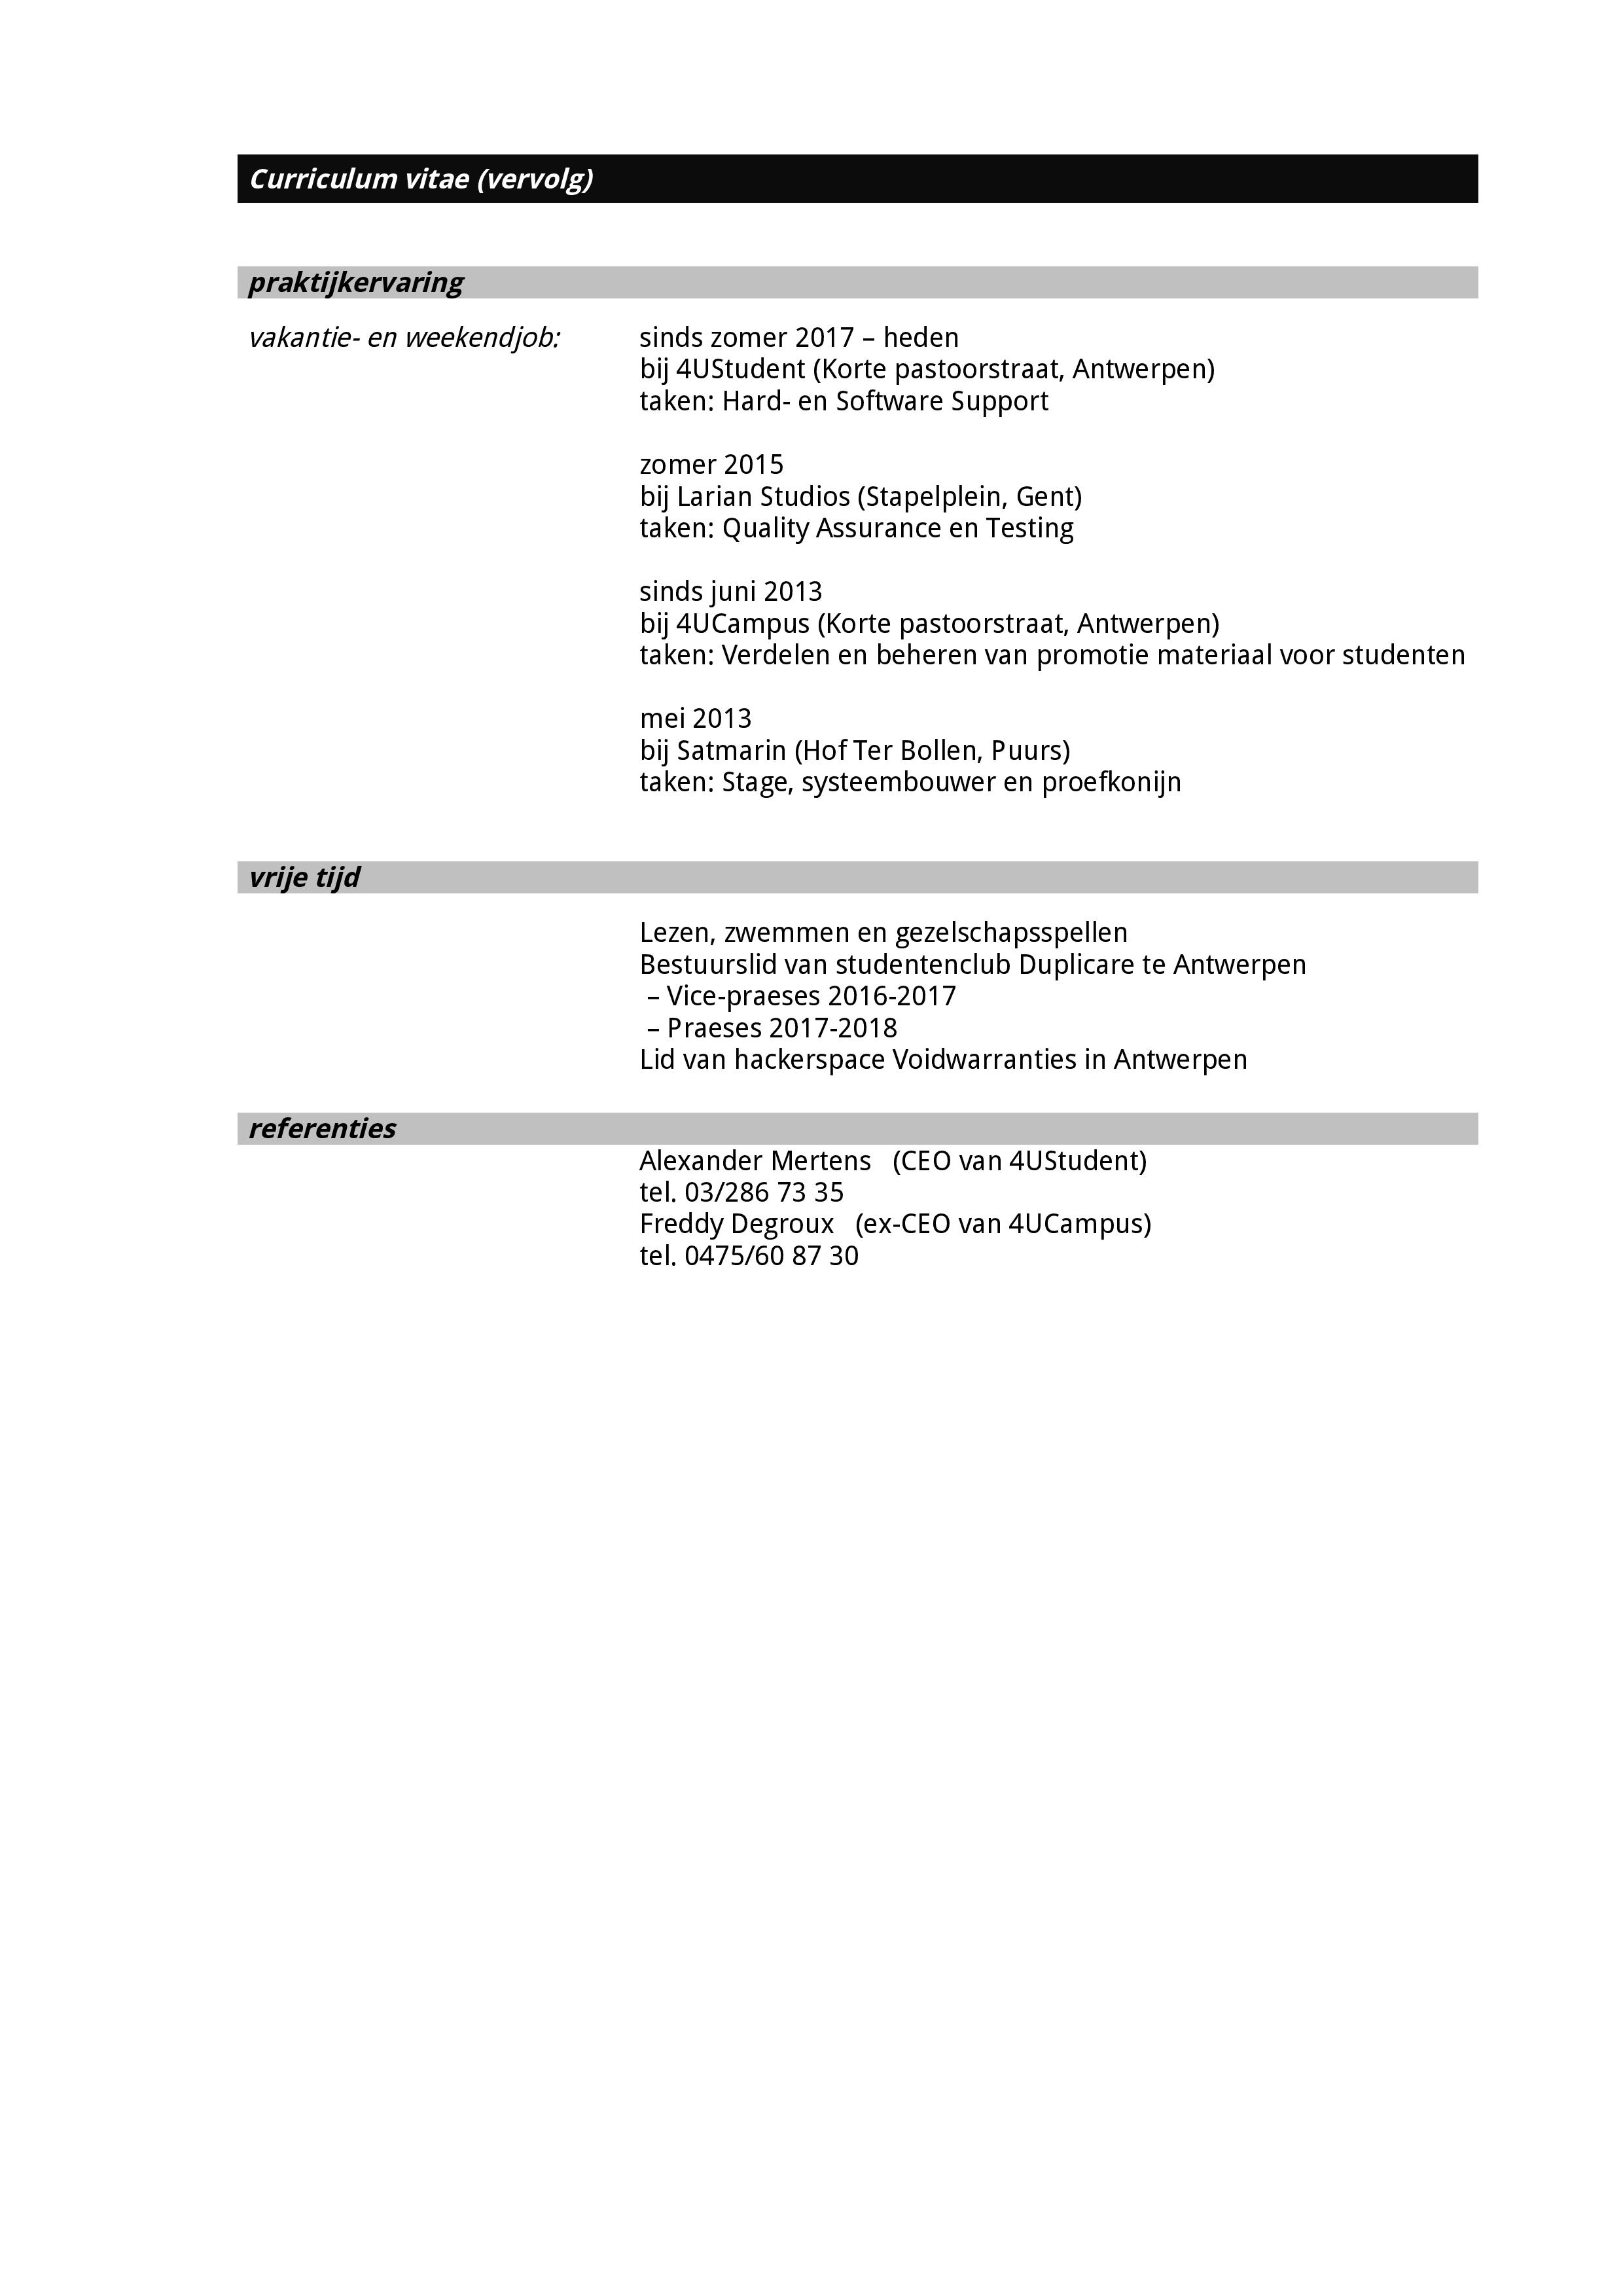 Curriculum vitae (vervolg)
praktijkervaring
vakantie- en weekendjob: sinds zomer 2017 – heden
bij 4UStudent (Korte pastoorstraat, Antwerpen)
taken: Hard- en Software Support
zomer 2015
bij Larian Studios (Stapelplein, Gent)
taken: Quality Assurance en Testing
sinds juni 2013
bij 4UCampus (Korte pastoorstraat, Antwerpen)
taken: Verdelen en beheren van promotie materiaal voor studenten
mei 2013
bij Satmarin (Hof Ter Bollen, Puurs)
taken: Stage, systeembouwer en proefkonijn
vrije tijd
Lezen, zwemmen en gezelschapsspellen
Bestuurslid van studentenclub Duplicare te Antwerpen
– Vice-praeses 2016-2017
– Praeses 2017-2018
Lid van hackerspace Voidwarranties in Antwerpen
referenties
Alexander Mertens (CEO van 4UStudent)
tel. 03/286 73 35
Freddy Degroux (ex-CEO van 4UCampus)
tel. 0475/60 87 30